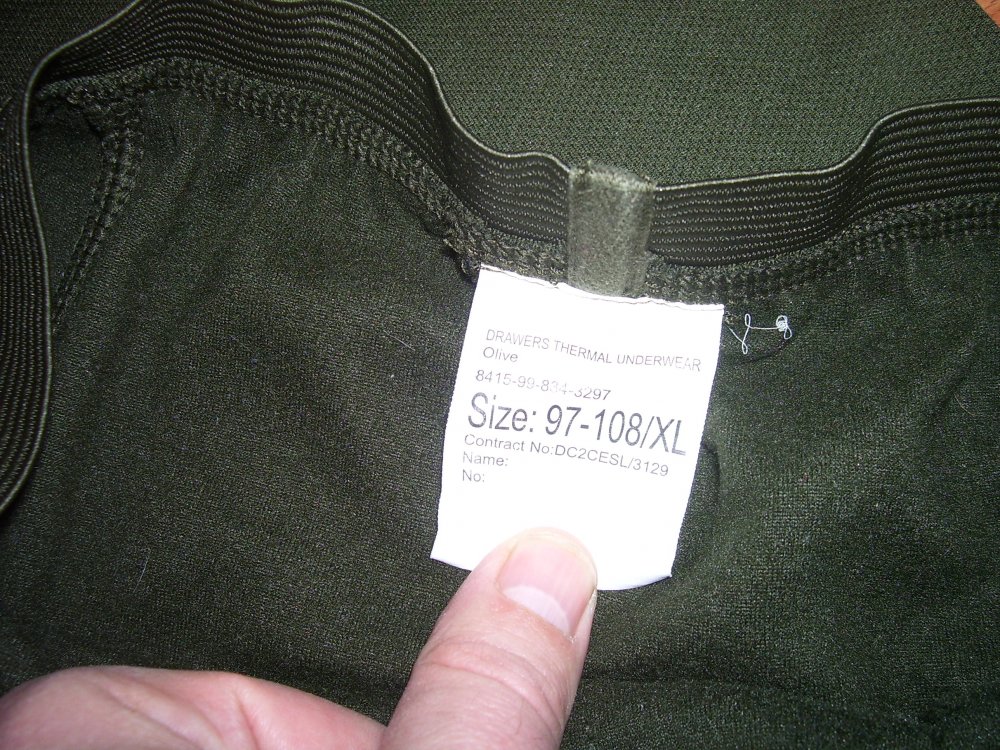 DRAWERS THERMAL UNDERWEAR
Olive
8415-99-834-3297
Size: 97-108/XL
Contract No:DC2CESL/3129
Name:
No: